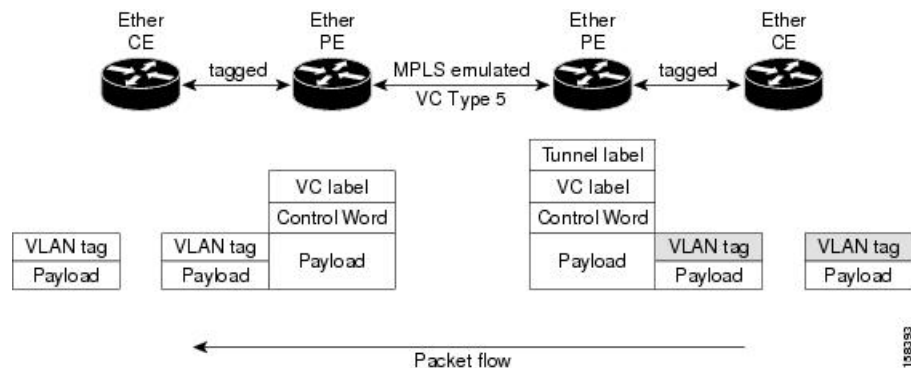 Ether CE
Ether PE
Ether PE
Ether CE
tagged
MPLS emulated
VC Type 5
tagged
Tunnel label
VC label
VC label
Control Word
Control Word
VLAN tag
VLAN tag
Payload
Payload
VLAN tag
VLAN tag
Payload
Payload
Payload
Payload
Packet flow
158393